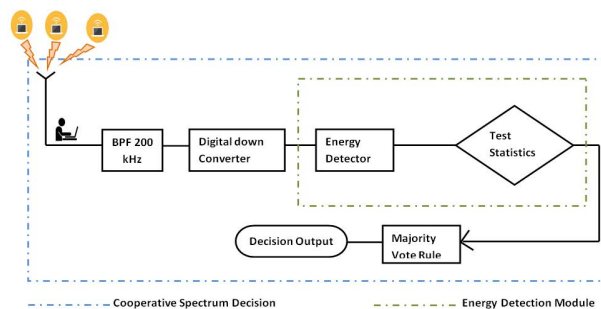 BPF 200
kHz
Digital down
Converter
Energy
Detector
Test
Statistics
Decision Output
Majority
Vote Rule
Cooperative Spectrum Decision
Energy Detection Module